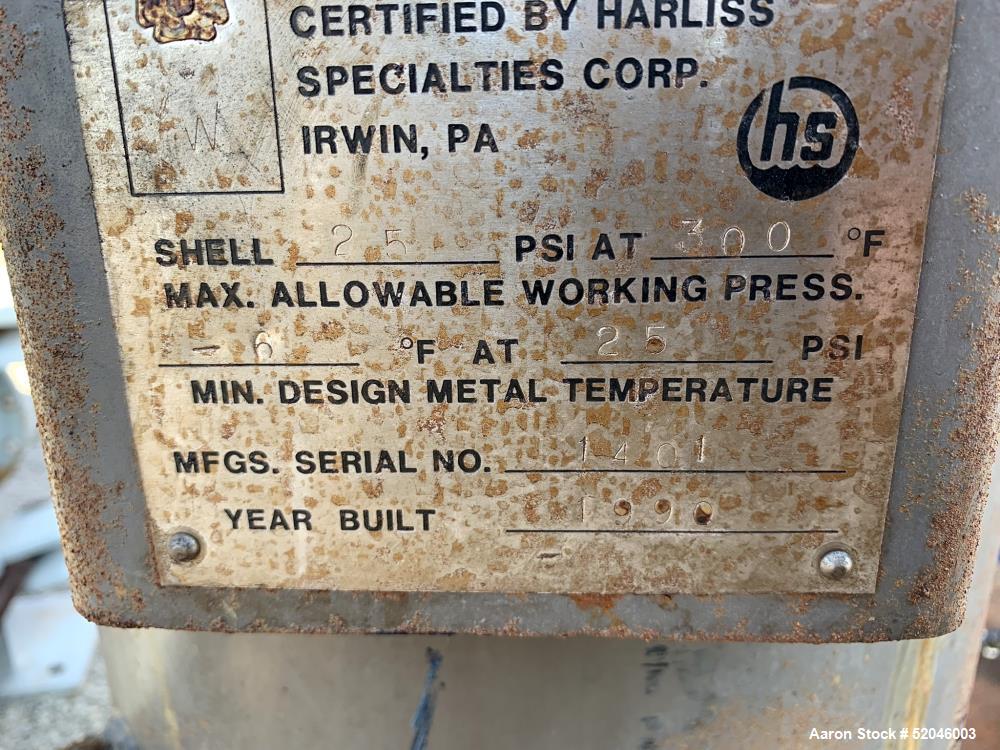 CERTIFIED BY HARLISS
SPECIALTIES CORP.
IRWIN, PA
W
hs
SHELL 25 PSI AT 300 °F
MAX. ALLOWABLE WORKING PRESS.
-6 °F AT 25 PSI
MIN. DESIGN METAL TEMPERATURE
MFGS. SERIAL NO. 1401
YEAR BUILT 1990
Aaron Stock # 52046003